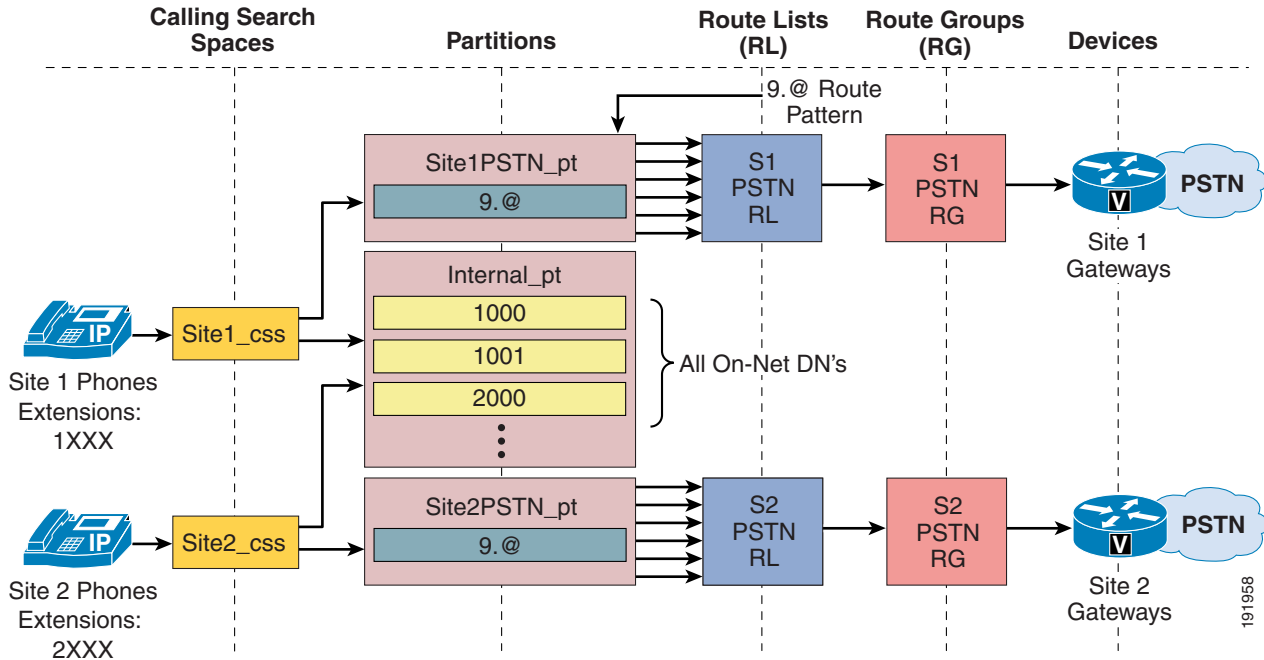 Calling Search
Spaces
Partitions
Route Lists
(RL)
Route Groups
(RG)
Devices
9.@ Route
Pattern
Site1PSTN_pt
9.@
S1
PSTN
RL
S1
PSTN
RG
V
PSTN
Site 1
Gateways
Internal_pt
1000
1001
2000
All On-Net DN's
IP
Site1_css
Site 1 Phones
Extensions:
1XXX
Site2PSTN_pt
9.@
S2
PSTN
RL
S2
PSTN
RG
V
PSTN
Site 2
Gateways
IP
Site2_css
Site 2 Phones
Extensions:
2XXX
191958